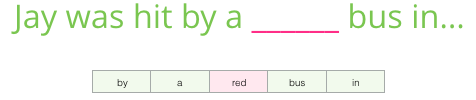 Jay was hit by a ______ bus in...
by a red bus in